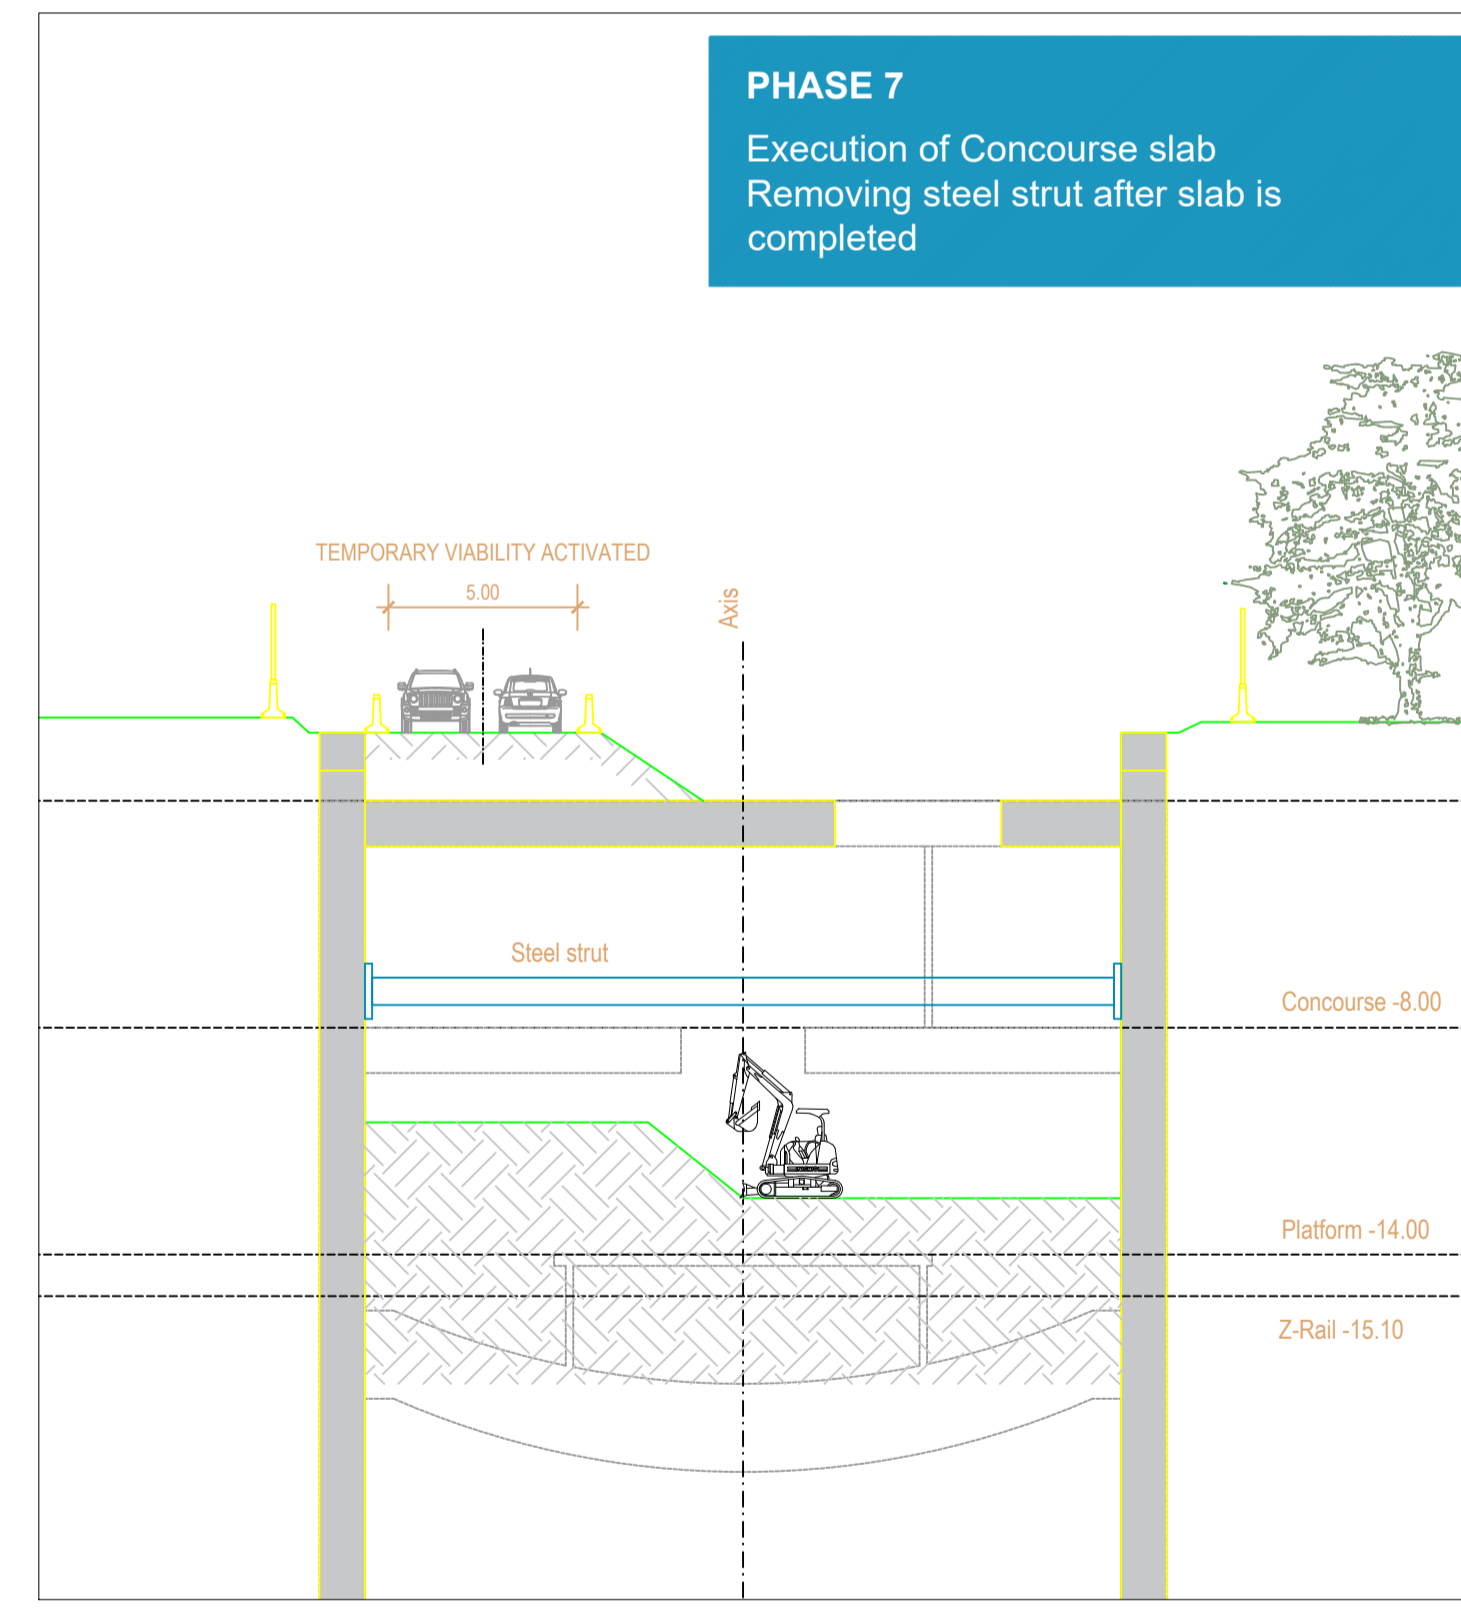 PHASE 7
Execution of Concourse slab
Removing steel strut after slab is
completed
TEMPORARY VIABILITY ACTIVATED
5.00
Axis
Steel strut
Concourse -8.00
Platform -14.00
Z-Rail -15.10